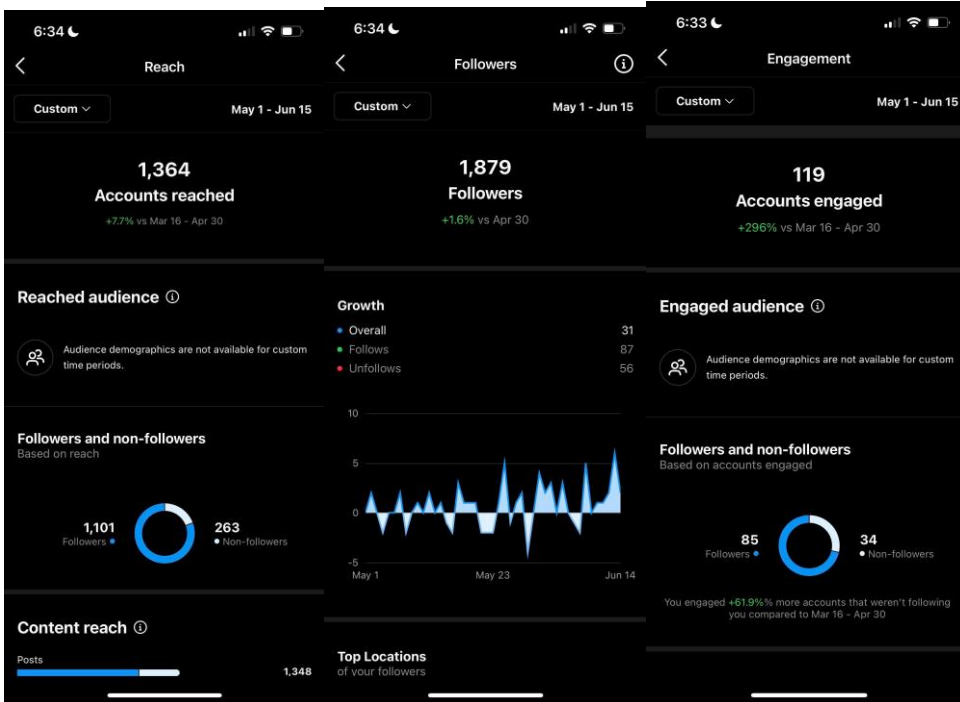 6:34
Reach
Custom
May 1 - Jun 15
1,364
Accounts reached
+7.7% vs Mar 16 - Apr 30
Reached audience
Audience demographics are not available for custom
time periods.
Followers and non-followers
Based on reach
1,101
Followers
263
Non-followers
Content reach
Posts
1,348
6:34
Followers
Custom
May 1 - Jun 15
1,879
Followers
+1.6% vs Apr 30
Growth
Overall 31
Follows 87
Unfollows 56
10
5
0
-5
May 1 May 23 Jun 14
Top Locations
of your followers
6:33
Engagement
Custom
May 1 - Jun 15
119
Accounts engaged
+296% vs Mar 16 - Apr 30
Engaged audience
Audience demographics are not available for custom
time periods.
Followers and non-followers
Based on accounts engaged
85
Followers
34
Non-followers
You engaged +61.9%% more accounts that weren't following
you compared to Mar 16 - Apr 30